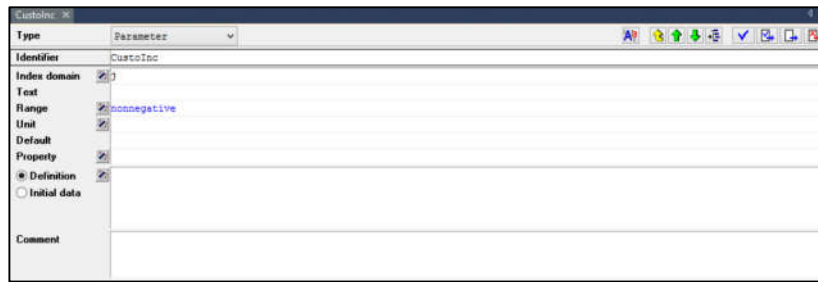 CustoInc
Type Parameter
Identifier CustoInc
Index domain j
Text
Range nonnegative
Unit
Default
Property
Definition
Initial data
Comment